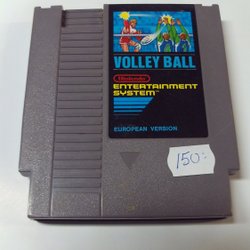 VOLLEY BALL
Nintendo
ENTERTAINMENT
SYSTEM
EUROPEAN VERSION
150:-